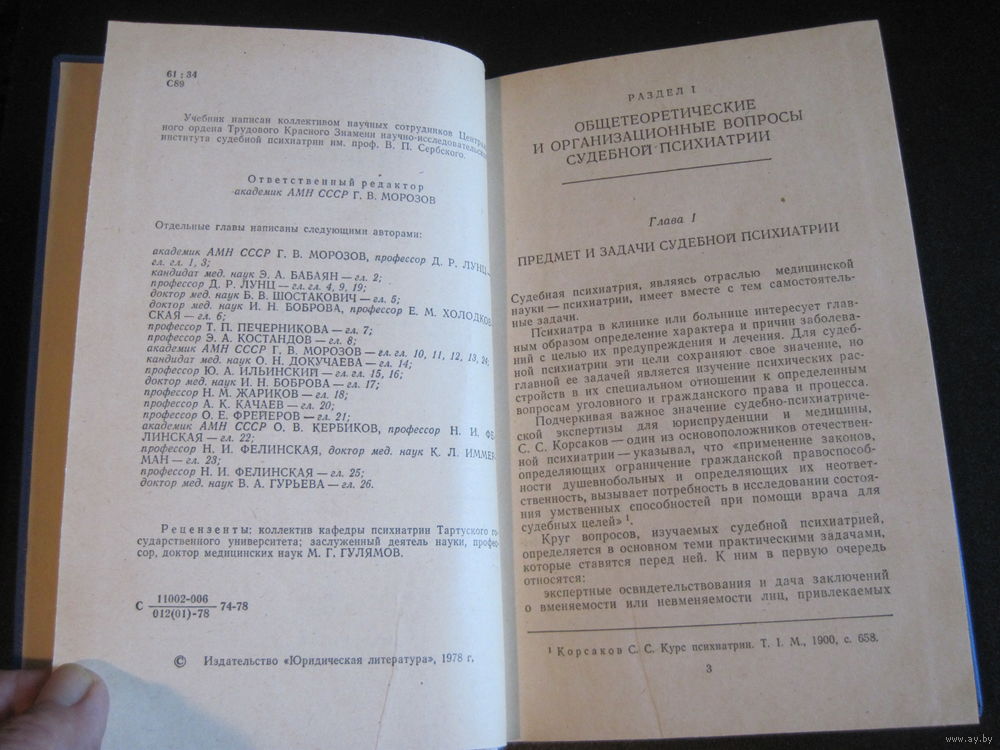 61 : 34
С89
Учебник написан коллективом научных сотрудников Централь-
ного ордена Трудового Красного Знамени научно-исследовательского
института судебной психиатрии им. проф. В. П. Сербского.
Ответственный редактор
академик АМН СССР Г. В. МОРОЗОВ
Отдельные главы написаны следующими авторами:
академик АМН СССР Г. В. МОРОЗОВ, профессор Д. Р. ЛУНЦ —
гл. гл. 1, 3;
кандидат мед. наук Э. А. БАБАЯН — гл. 2;
профессор Д. Р. ЛУНЦ — гл. гл. 4, 9, 19;
доктор мед. наук Б. В. ШОСТАКОВИЧ — гл. 5;
доктор мед. наук И. Н. БОБРОВА, профессор Е. М. ХОЛОДКОВ-
СКАЯ — гл. 6;
профессор Т. П. ПЕЧЕРНИКОВА — гл. 7;
профессор Э. А. КОСТАНДОВ — гл. 8;
академик АМН СССР Г. В. МОРОЗОВ — гл. гл. 10, 11, 12, 13, 24;
кандидат мед. наук О. Н. ДОКУЧАЕВА — гл. 14;
профессор Ю. А. ИЛЬИНСКИЙ — гл. гл. 15, 16;
доктор мед. наук И. Н. БОБРОВА — гл. 17;
профессор Н. М. ЖАРИКОВ — гл. 18;
профессор А. К. КАЧАЕВ — гл. 20;
профессор О. Е. ФРЕЙЕРОВ — гл. 21;
академик АМН СССР О. В. КЕРБИКОВ, профессор Н. И. ФЕ-
ЛИНСКАЯ — гл. 22;
профессор Н. И. ФЕЛИНСКАЯ, доктор мед. наук К. Л. ИММЕР-
МАН — гл. 23;
профессор Н. И. ФЕЛИНСКАЯ — гл. 25;
доктор мед. наук В. А. ГУРЬЕВА — гл. 26.
Рецензенты: коллектив кафедры психиатрии Тартуского го-
сударственного университета; заслуженный деятель науки, профес-
сор, доктор медицинских наук М. Г. ГУЛЯМОВ.
С 11002-006
012(01)-78 74-78
© Издательство «Юридическая литература», 1978 г.
РАЗДЕЛ I
ОБЩЕТЕОРЕТИЧЕСКИЕ
И ОРГАНИЗАЦИОННЫЕ ВОПРОСЫ
СУДЕБНОЙ ПСИХИАТРИИ
Глава I
ПРЕДМЕТ И ЗАДАЧИ СУДЕБНОЙ ПСИХИАТРИИ
Судебная психиатрия, являясь отраслью медицинской
науки — психиатрии, имеет вместе с тем самостоятель-
ные задачи.
Психиатра в клинике или больнице интересует глав-
ным образом определение характера и причин заболева-
ний с целью их предупреждения и лечения. Для судеб-
ной психиатрии эти цели сохраняют свое значение, но
главной ее задачей является изучение психических рас-
стройств в их специальном отношении к определенным
вопросам уголовного и гражданского права и процесса.
Подчеркивая важное значение судебно-психиатриче-
ской экспертизы для юриспруденции и медицины,
С. С. Корсаков — один из основоположников отечествен-
ной психиатрии — указывал, что «применение законов,
определяющих ограничение гражданской правоспособ-
ности душевнобольных и определяющих их неответ-
ственность, вызывает потребность в исследовании состоя-
ния умственных способностей при помощи врача для
судебных целей» ¹.
Круг вопросов, изучаемых судебной психиатрией,
определяется в основном теми практическими задачами,
которые ставятся перед ней. К ним в первую очередь
относятся:
экспертные освидетельствования и дача заключений
о вменяемости или невменяемости лиц, привлекаемых
¹ Корсаков С. С. Курс психиатрии. Т. I. М., 1900, с. 658.
3
www.ay.by